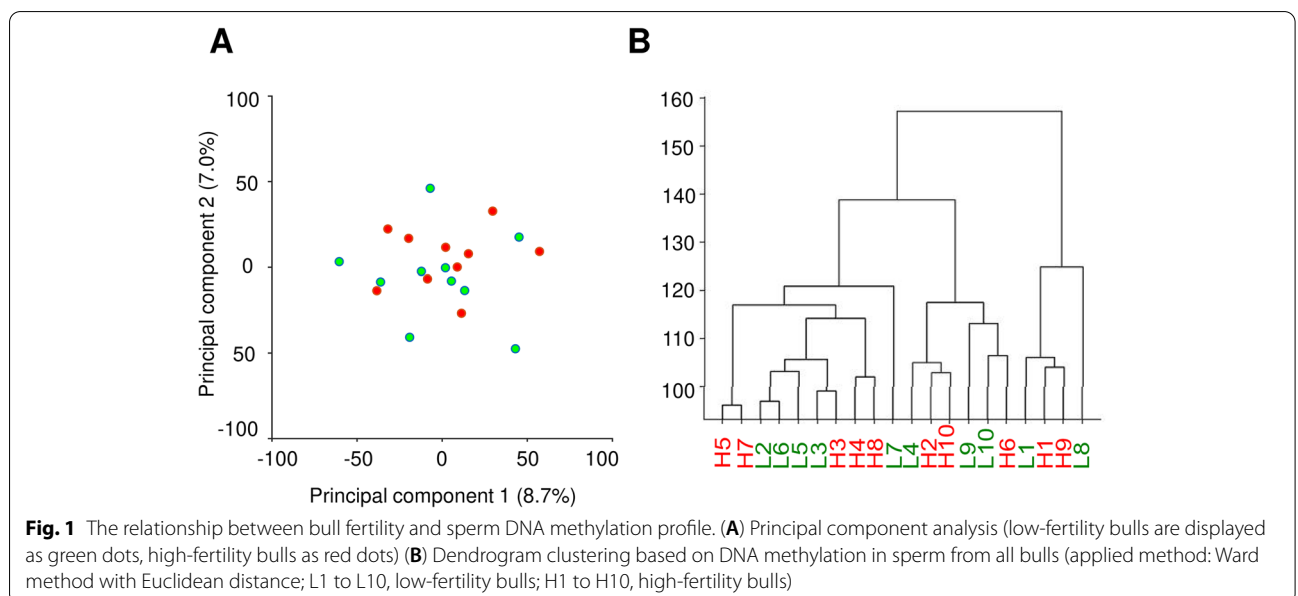 A
B
100
50
0
50
-100
-100
-50
0
50
100
Principal component 2 (7.0%)
Principal component 1 (8.7%)
160
150
140
130
120
110
100
H5 H7 L2 L6 L5 L3 H3 H4 H8 L7 L4 H2 H10 L9 L10 H6 L1 H1 H9 L8
Fig. 1 The relationship between bull fertility and sperm DNA methylation profile. (A) Principal component analysis (low-fertility bulls are displayed
as green dots, high-fertility bulls as red dots) (B) Dendrogram clustering based on DNA methylation in sperm from all bulls (applied method: Ward
method with Euclidean distance; L1 to L10, low-fertility bulls; H1 to H10, high-fertility bulls)